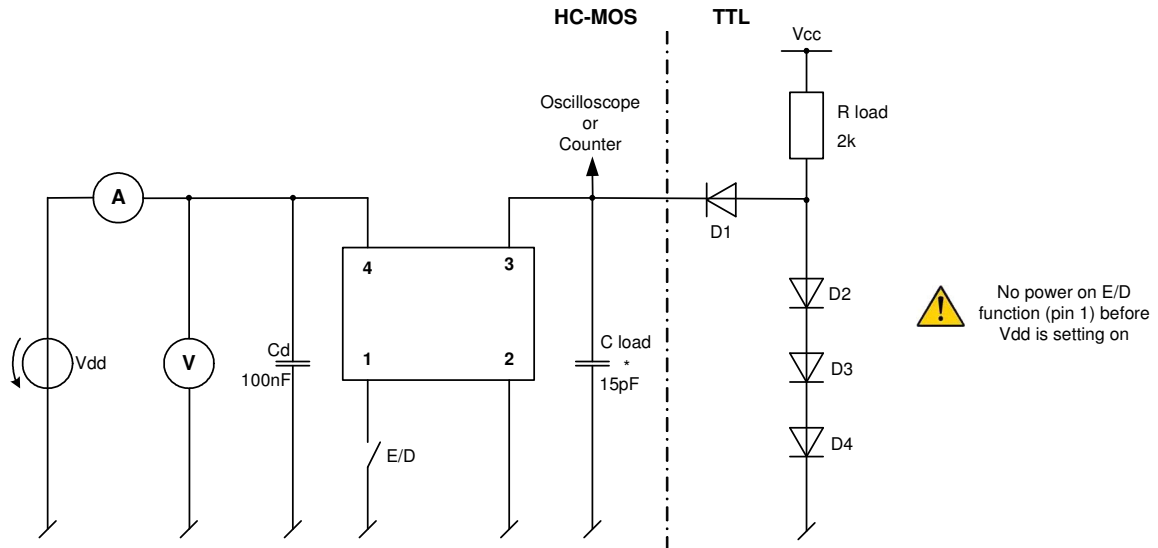 HC-MOS
TTL
Vcc
Oscilloscope
or
Counter
R load
2k
A
D1
4
3
D2
No power on E/D
function (pin 1) before
Vdd is setting on
!
Vdd
V
Cd
100nF
1
2
C load
*
15pF
D3
E/D
D4